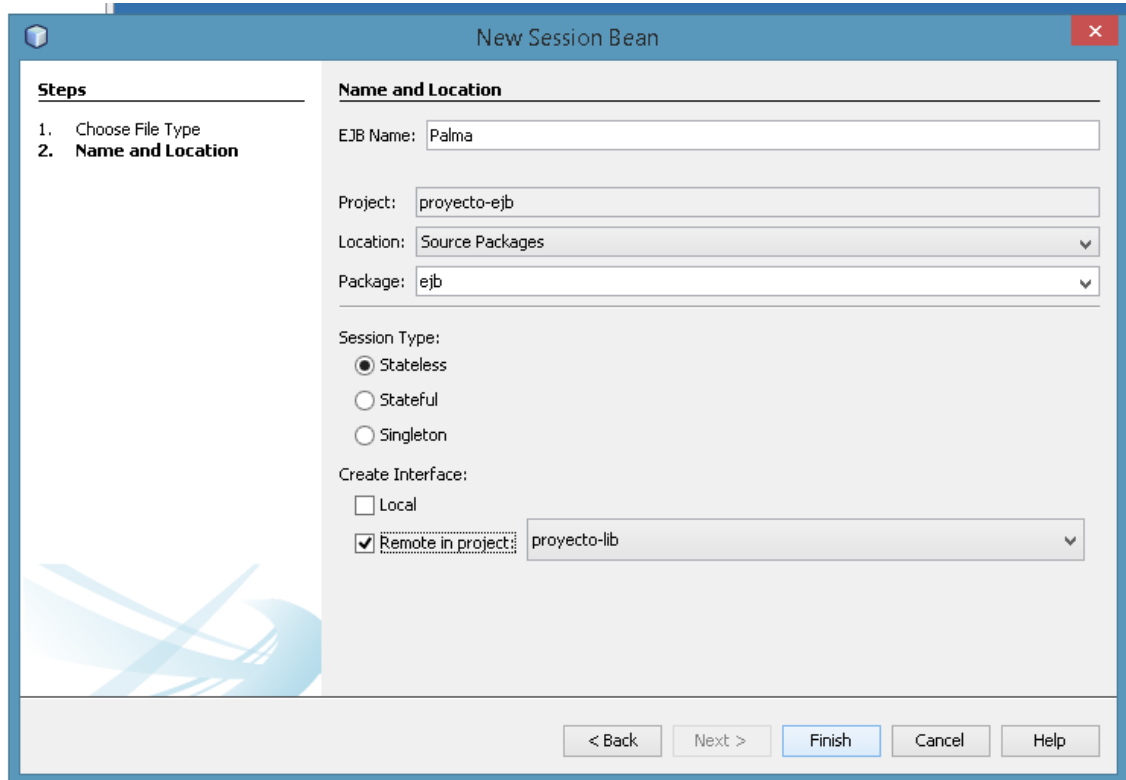 New Session Bean
Steps
1. Choose File Type
2. Name and Location
Name and Location
EJB Name: Palma
Project: proyecto-ejb
Location: Source Packages
Package: ejb
Session Type:
Stateless
Stateful
Singleton
Create Interface:
Local
Remote in project: proyecto-lib
< Back Next > Finish Cancel Help